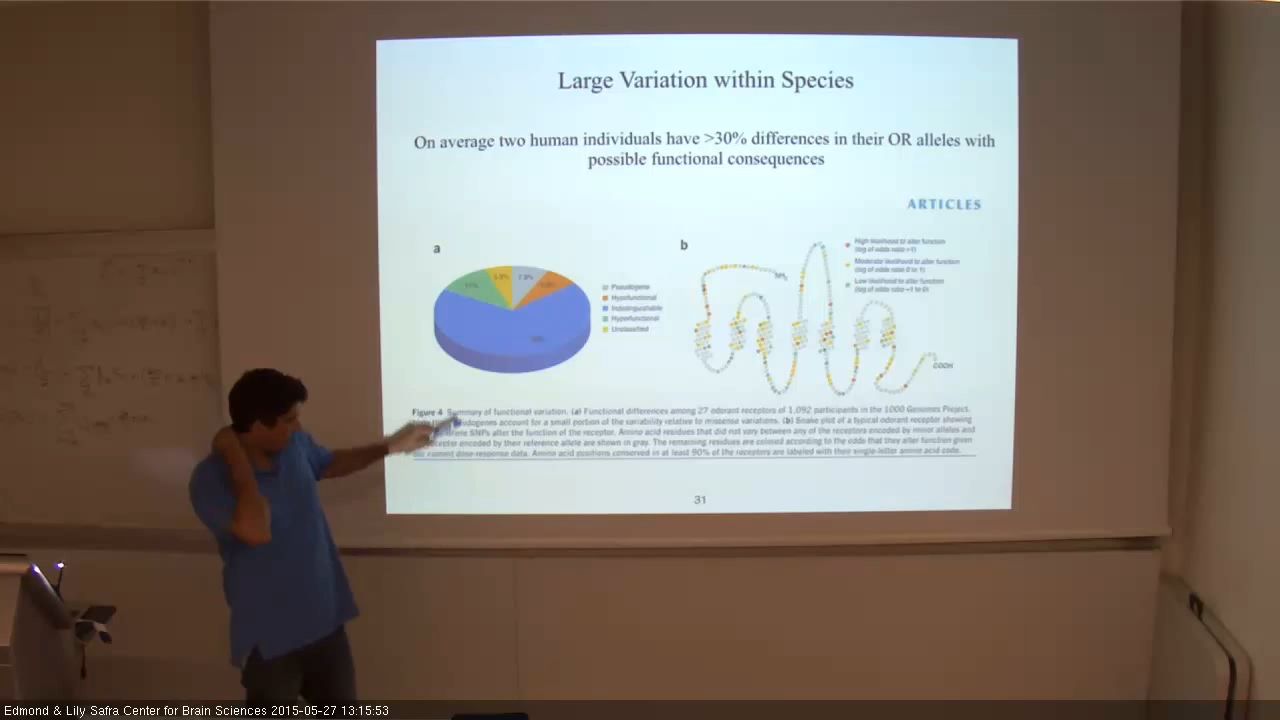 Large Variation within Species
On average two human individuals have >30% differences in their OR alleles with
possible functional consequences
ARTICLES
a
b
Pseudogene
Hypofunctional
Indistinguishable
Hyperfunctional
Unclassified
High likelihood to alter function
(log of odds ratio >1)
Moderate likelihood to alter function
(log of odds ratio 0 to 1)
Low likelihood to alter function
(log of odds ratio −1 to 0)
NH₂
COOH
Figure 4 Summary of functional variation. (a) Functional differences among 27 odorant receptors of 1,092 participants in the 1000 Genomes Project.
account for a small portion of the variability relative to missense variations. (b) Snake plot of a typical odorant receptor showing
SNPs alter the function of the receptor. Amino acid residues that did not vary between any of the receptors encoded by minor alleles and
receptor encoded by their reference allele are shown in gray. The remaining residues are colored according to the odds that they alter function given
our current dose-response data. Amino acid positions conserved in at least 90% of the receptors are labeled with their single-letter amino acid code.
31
Edmond & Lily Safra Center for Brain Sciences 2015-05-27 13:15:53